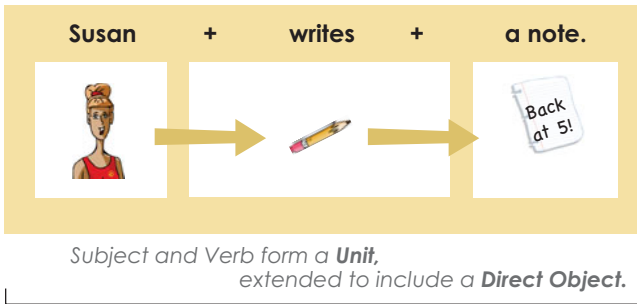 Susan + writes + a note.
Back
at 5!
Subject and Verb form a Unit,
extended to include a Direct Object.